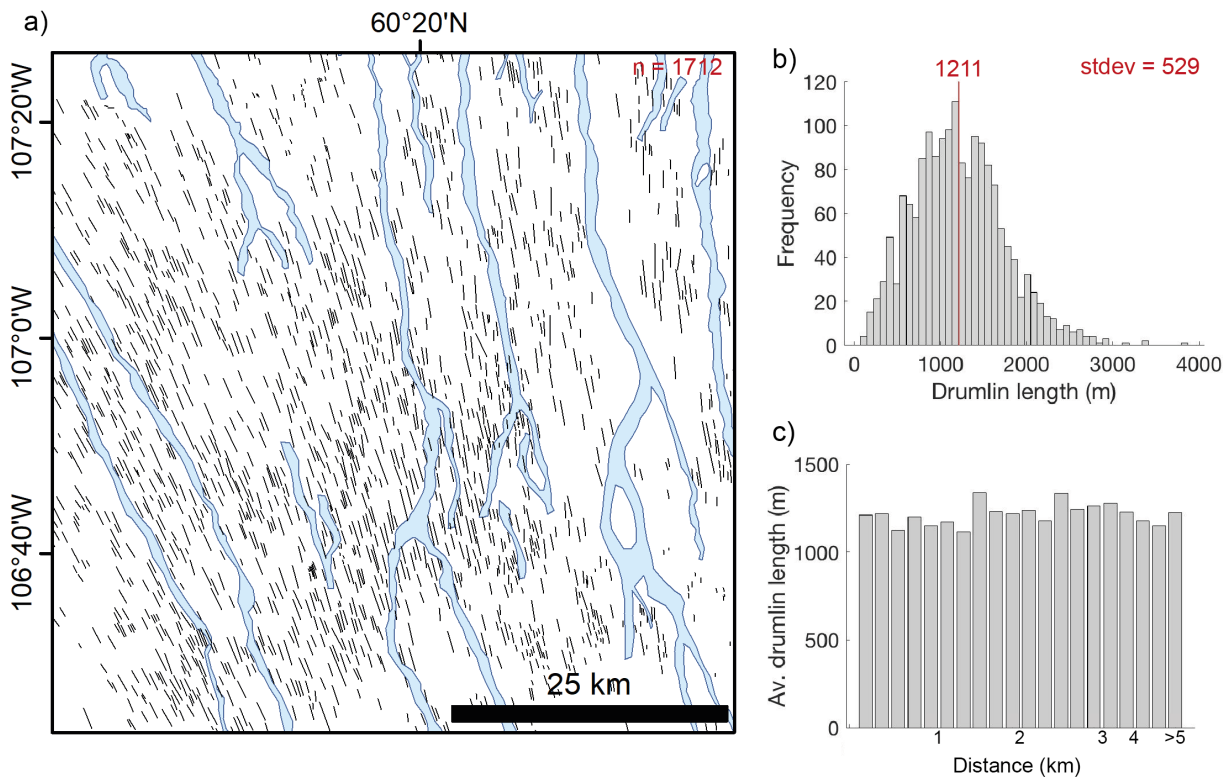 a)
60°20'N
n = 1712
107°20'W
107°0'W
106°40'W
25 km
b)
1211
stdev = 529
120
100
80
60
40
20
0
Frequency
0 1000 2000 3000 4000
Drumlin length (m)
c)
1500
1000
500
0
Av. drumlin length (m)
1 2 3 4 >5
Distance (km)